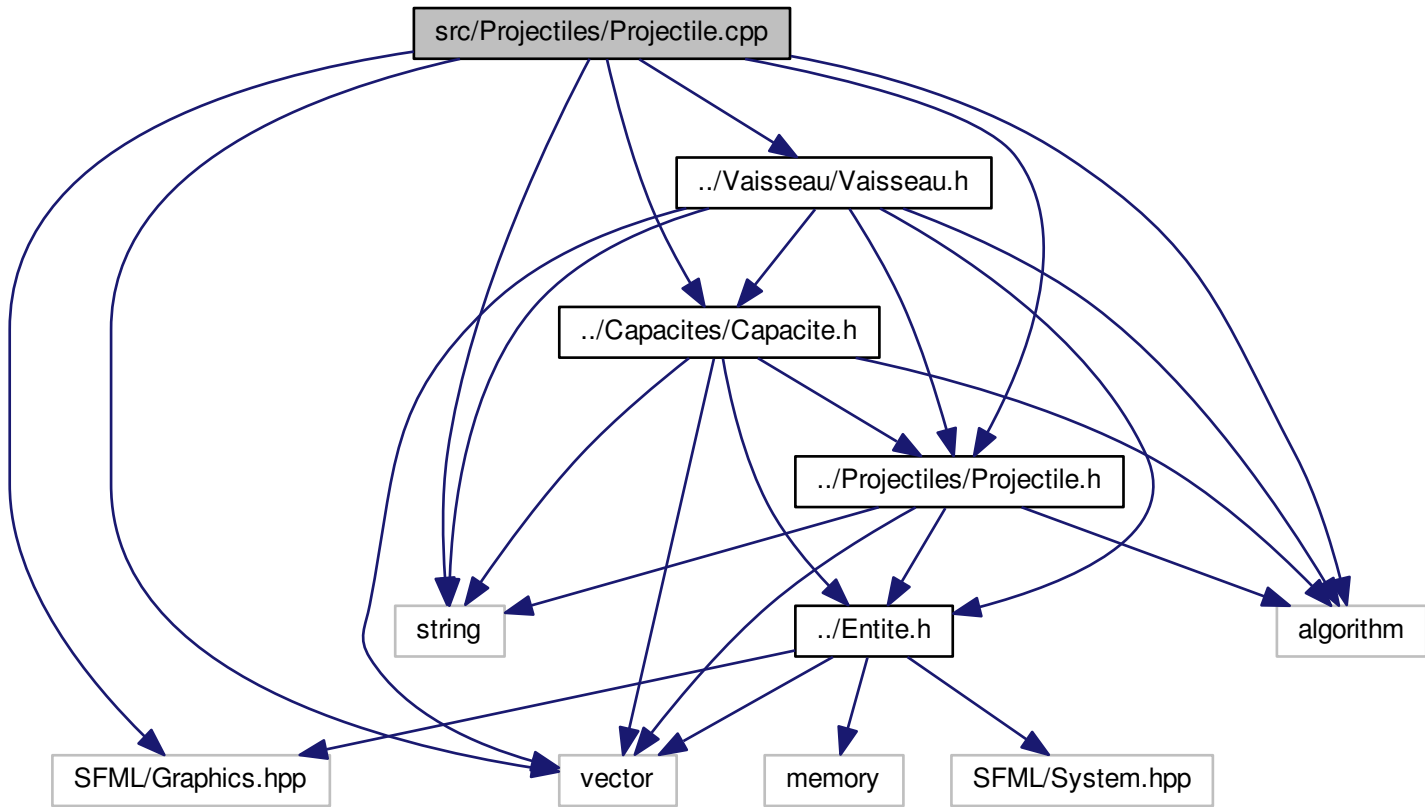 src/Projectiles/Projectile.cpp
../Vaisseau/Vaisseau.h
../Capacites/Capacite.h
../Projectiles/Projectile.h
string
../Entite.h
algorithm
SFML/Graphics.hpp
vector
memory
SFML/System.hpp